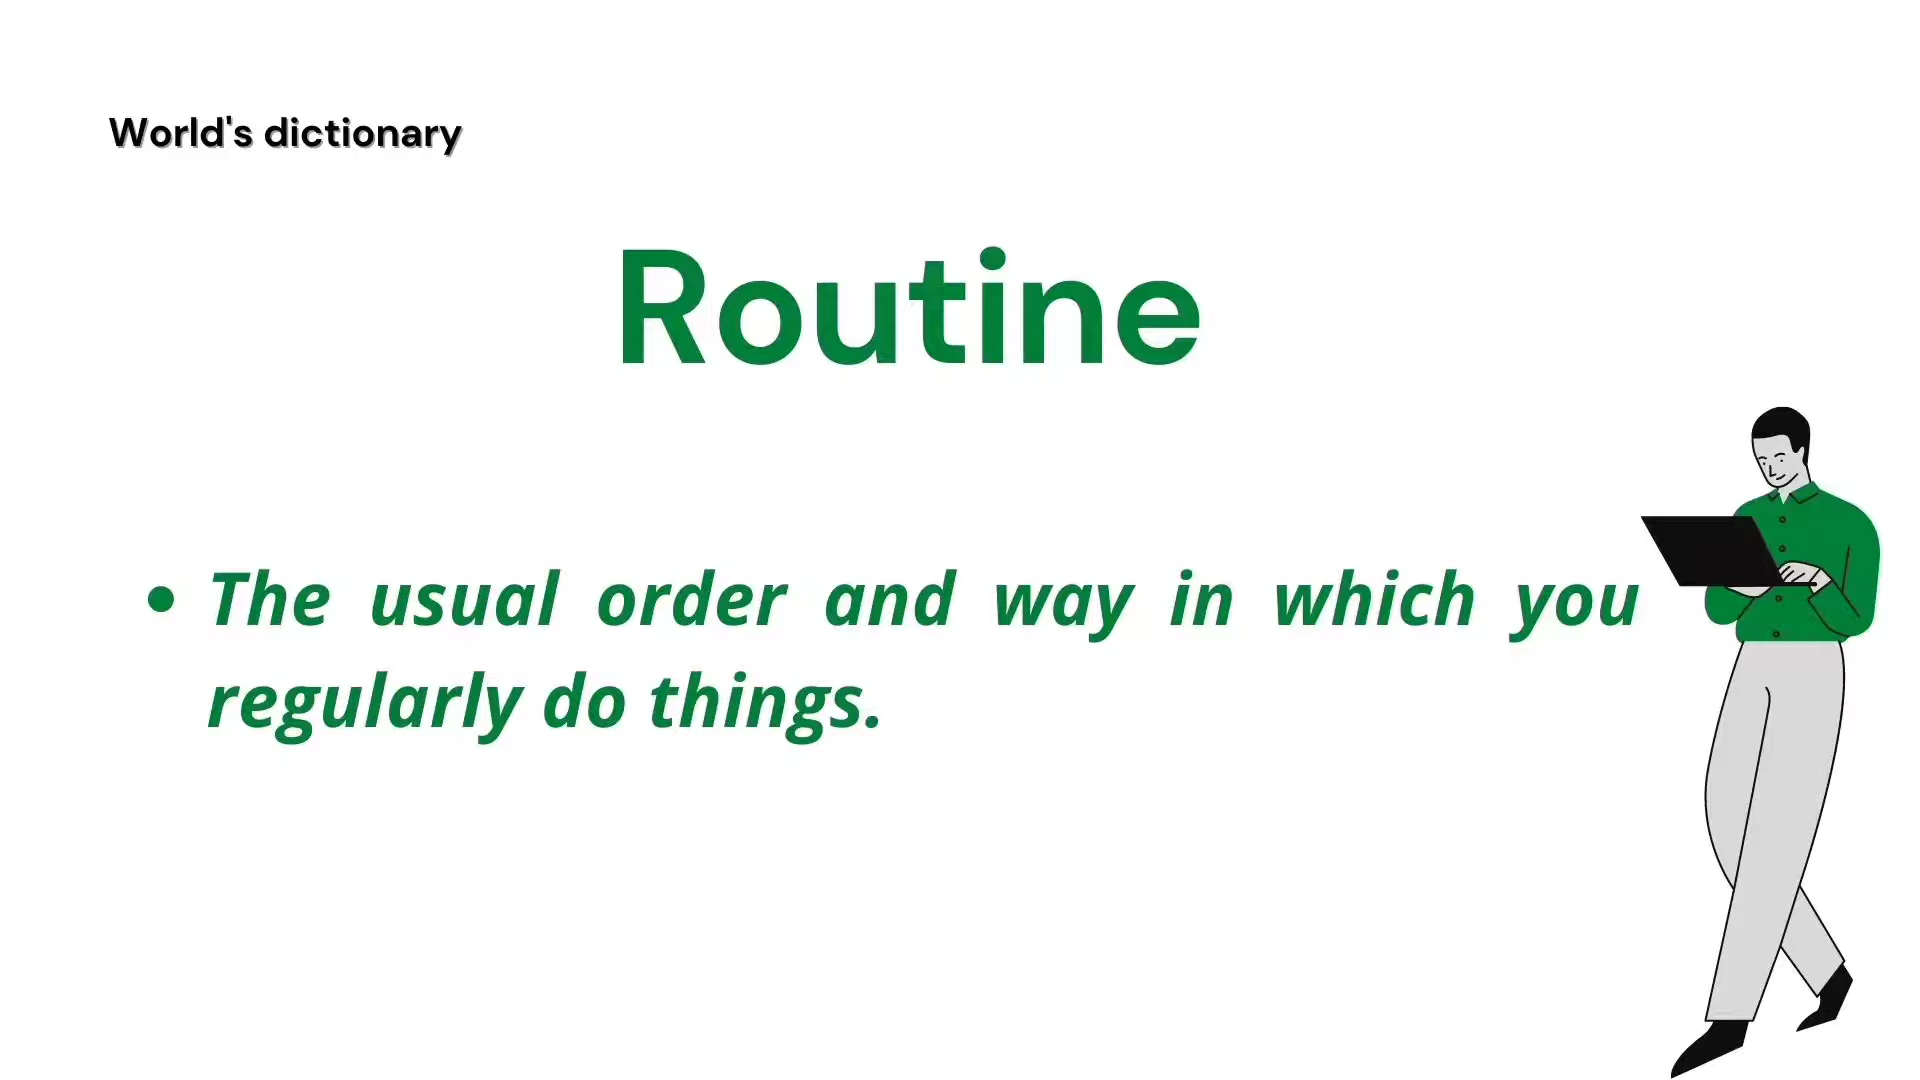 World's dictionary
Routine
• The usual order and way in which you
regularly do things.